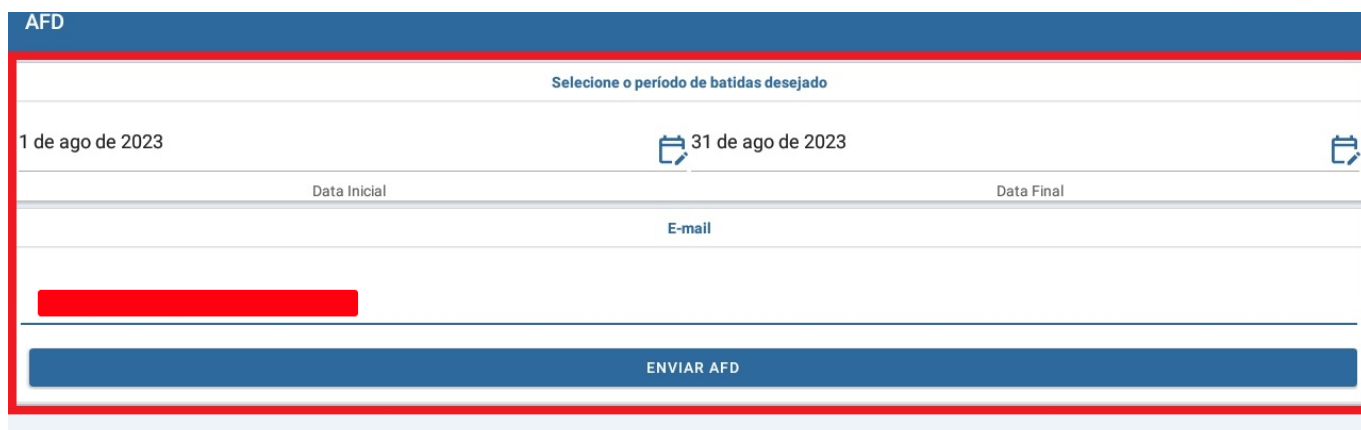 AFD
Selecione o período de batidas desejado
1 de ago de 2023 31 de ago de 2023
Data Inicial Data Final
E-mail
ENVIAR AFD